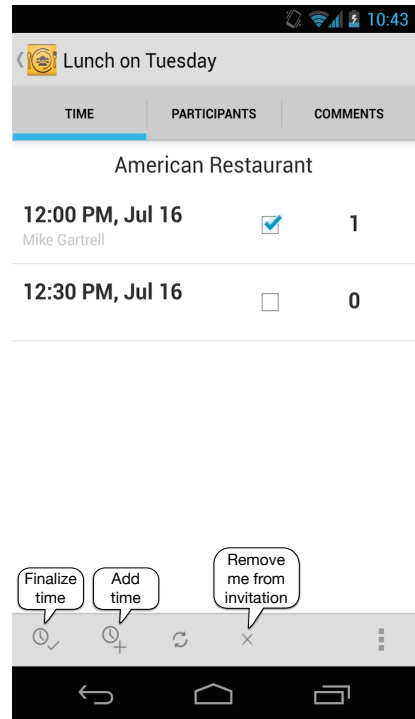 10:43
Lunch on Tuesday
TIME PARTICIPANTS COMMENTS
American Restaurant
12:00 PM, Jul 16 1
Mike Gartrell
12:30 PM, Jul 16 0
Finalize
time
Add
time
Remove
me from
invitation